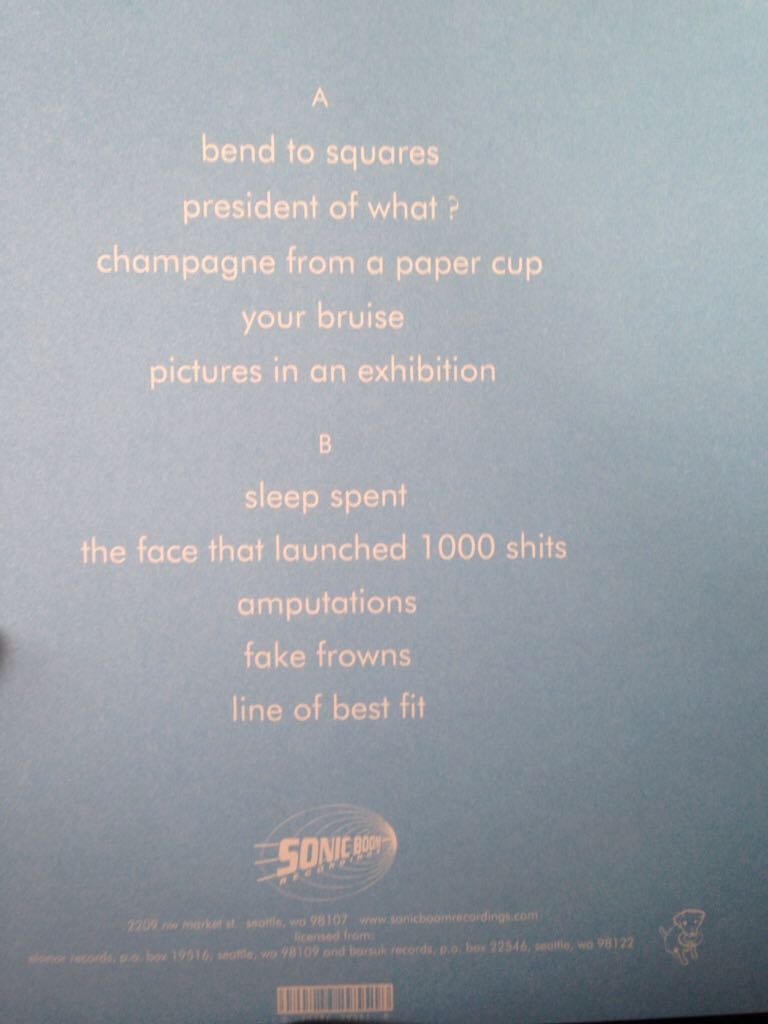 A
bend to squares
president of what ?
champagne from a paper cup
your bruise
pictures in an exhibition
B
sleep spent
the face that launched 1000 shits
amputations
fake frowns
line of best fit
SONIC BOOM
RECORDINGS
2209 nw market st. seattle, wa 98107 www.sonicboomrecordings.com
licensed from:
elsinor records, p.o. box 19516, seattle, wa 98109 and barsuk records, p.o. box 22546, seattle, wa 98122